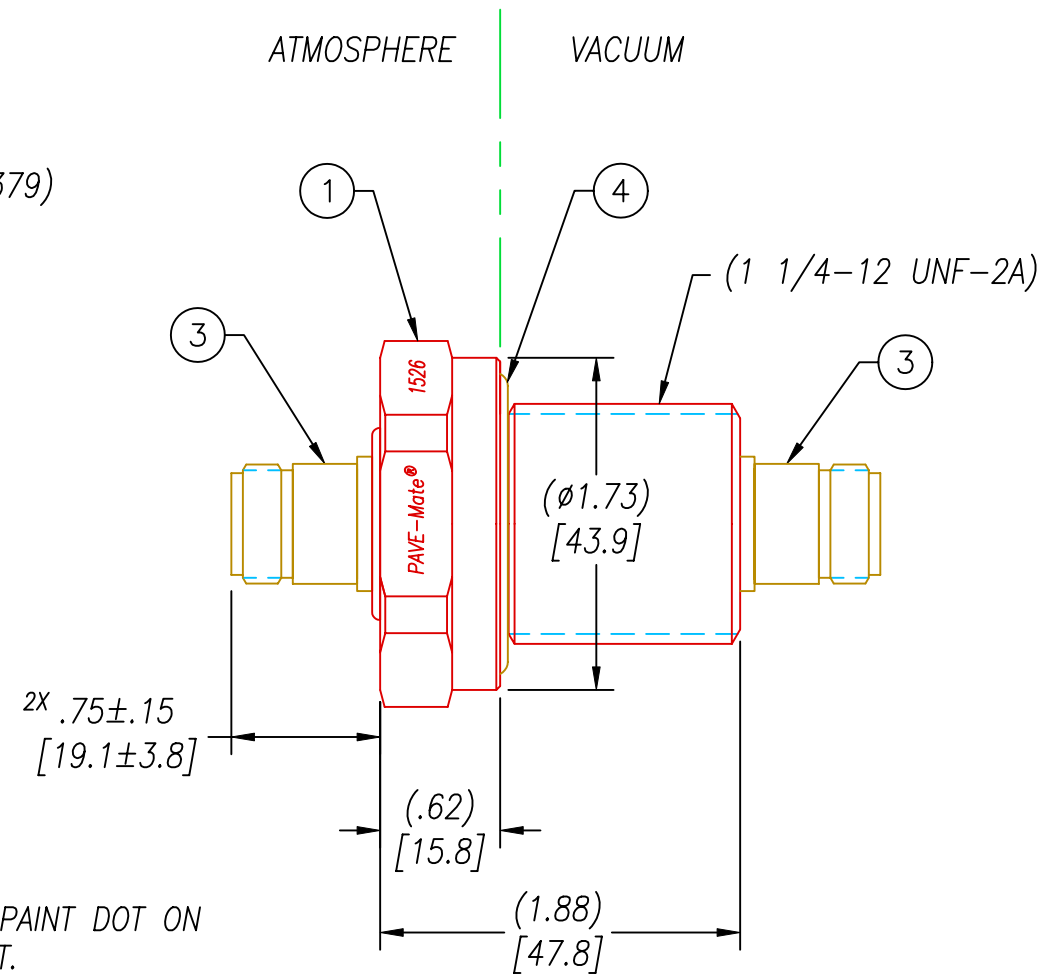 ATMOSPHERE VACUUM
379)
1 4
(1 1/4-12 UNF-2A)
3 3
1526
PAVE-Mate®
(⌀1.73)
[43.9]
2X .75±.15
[19.1±3.8]
(.62)
[15.8]
(1.88)
[47.8]
PAINT DOT ON
T.